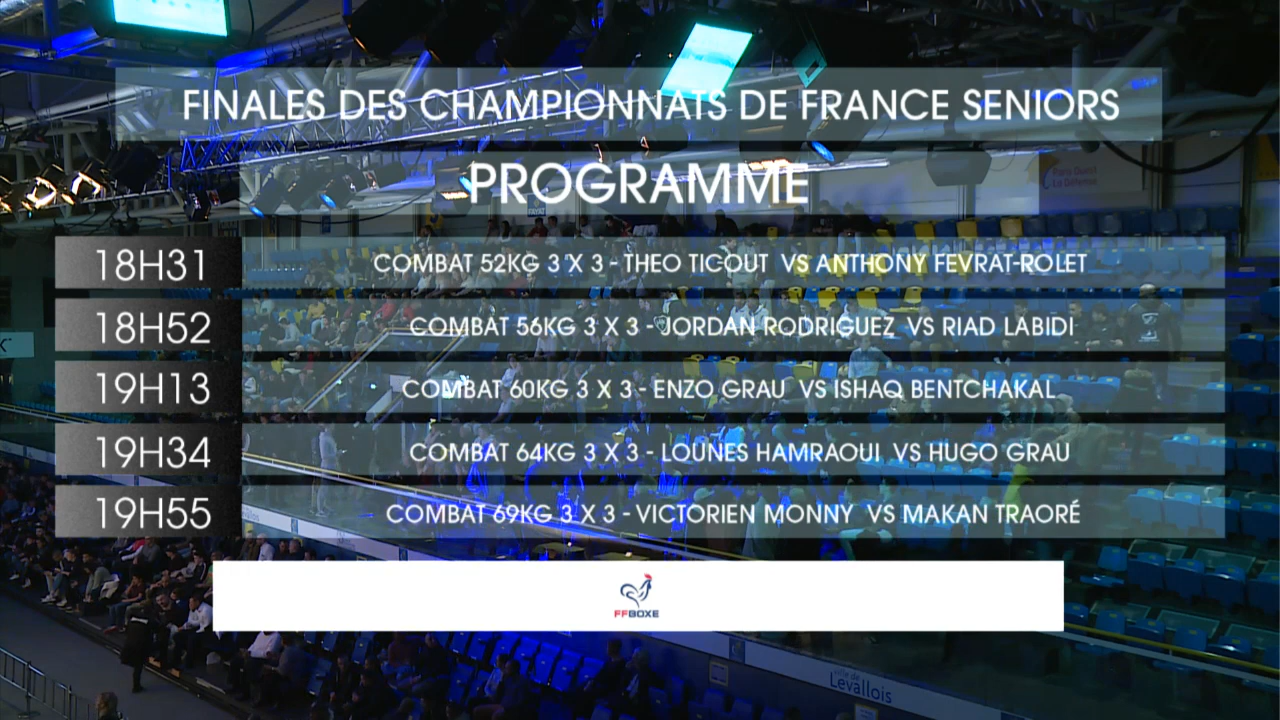 FINALES DES CHAMPIONNATS DE FRANCE SENIORS
PROGRAMME
18H31 COMBAT 52KG 3 X 3 - THEO TICOUT VS ANTHONY FEVRAT-ROLET
18H52 COMBAT 56KG 3 X 3 - JORDAN RODRIGUEZ VS RIAD LABIDI
19H13 COMBAT 60KG 3 X 3 - ENZO GRAU VS ISHAQ BENTCHAKAL
19H34 COMBAT 64KG 3 X 3 - LOUNES HAMRAOUI VS HUGO GRAU
19H55 COMBAT 69KG 3 X 3 - VICTORIEN MONNY VS MAKAN TRAORÉ
FFBOXE
Ville de
Levallois